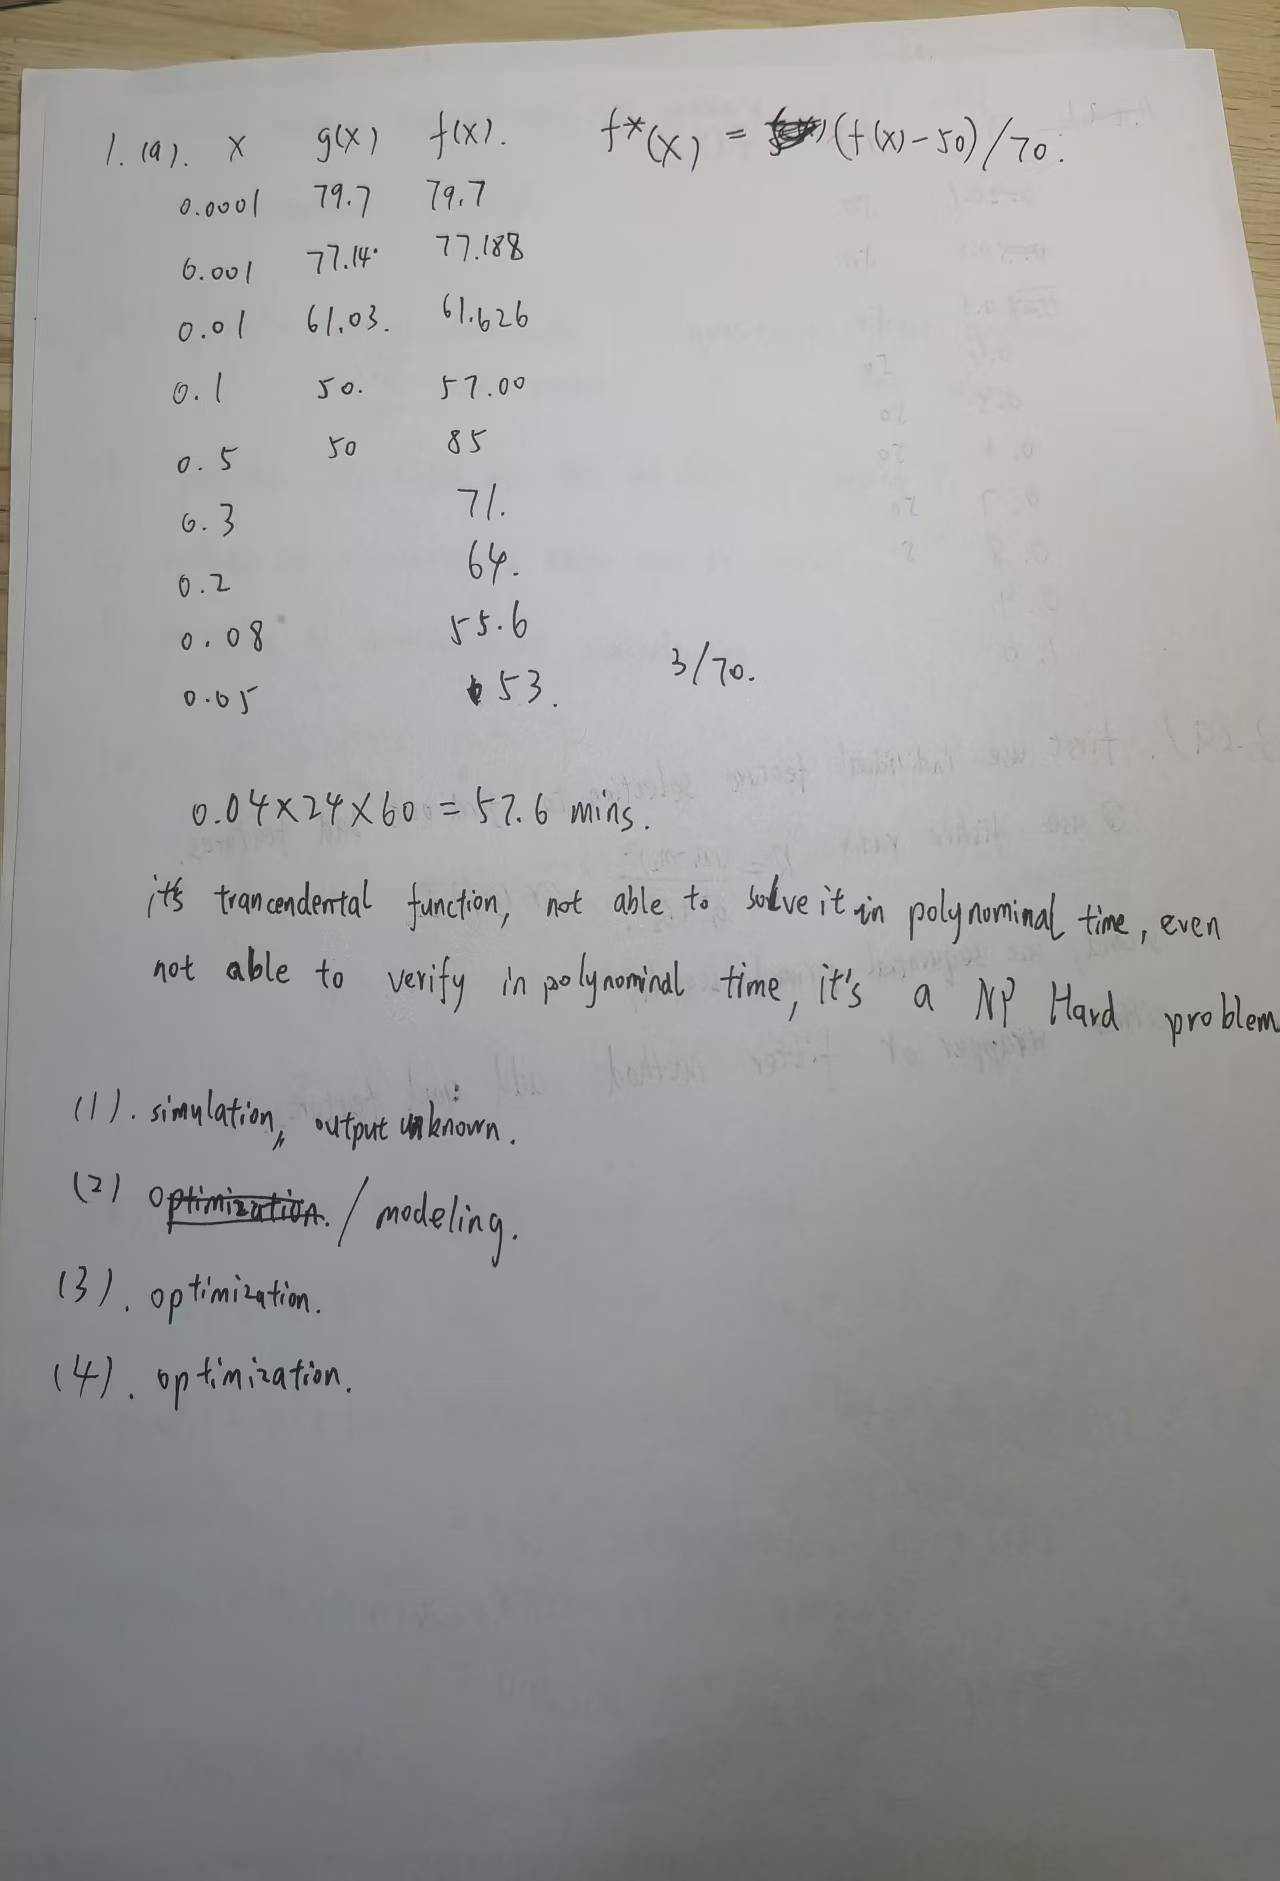 1. (a). x g(x) f(x). f*(x) = (f(x) - 50)/70.
0.0001 79.7 79.7
0.001 77.14 77.188
0.01 61.03. 61.626
0.1 50. 57.00
0.5 50 85
0.3 71.
0.2 64.
0.08 55.6
0.05 53. 3/70.
0.04 × 24 × 60 = 57.6 mins.
it's trancendental function, not able to solve it in polynominal time, even
not able to verify in polynominal time, it's a NP Hard problem
(1). simulation, output unknown.
(2) optimization. / modeling.
(3). optimization.
(4). optimization.